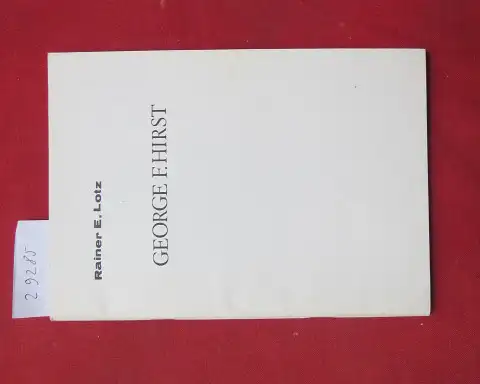 Rainer E. Lotz
GEORGE F. HIRST
29285